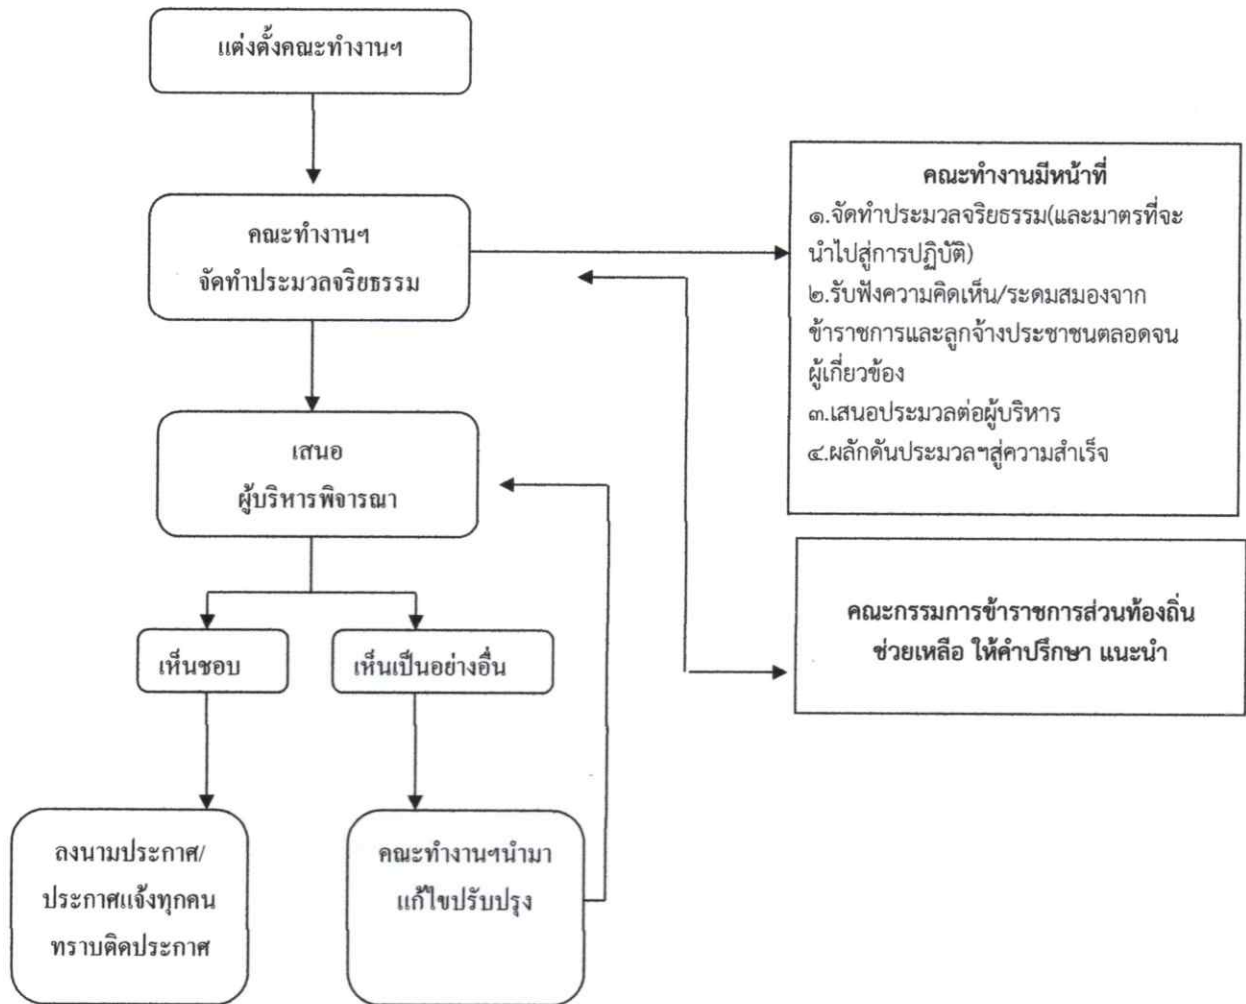 แต่งตั้งคณะทำงานฯ
คณะทำงานฯ
จัดทำประมวลจริยธรรม
คณะทำงานมีหน้าที่
๑.จัดทำประมวลจริยธรรม(และมาตรที่จะ
นำไปสู่การปฏิบัติ)
๒.รับฟังความคิดเห็น/ระดมสมองจาก
ข้าราชการและลูกจ้างประชาชนตลอดจน
ผู้เกี่ยวข้อง
๓.เสนอประมวลต่อผู้บริหาร
๔.ผลักดันประมวลฯสู่ความสำเร็จ
เสนอ
ผู้บริหารพิจารณา
คณะกรรมการข้าราชการส่วนท้องถิ่น
ช่วยเหลือ ให้คำปรึกษา แนะนำ
เห็นชอบ
เห็นเป็นอย่างอื่น
ลงนามประกาศ/
ประกาศแจ้งทุกคน
ทราบติดประกาศ
คณะทำงานฯนำมา
แก้ไขปรับปรุง